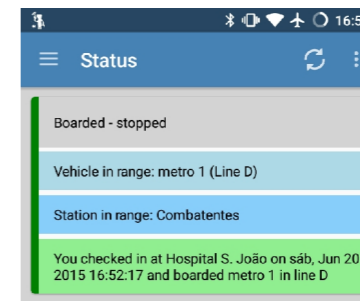 16:5
Status
Boarded - stopped
Vehicle in range: metro 1 (Line D)
Station in range: Combatentes
You checked in at Hospital S. João on sáb, Jun 20
2015 16:52:17 and boarded metro 1 in line D